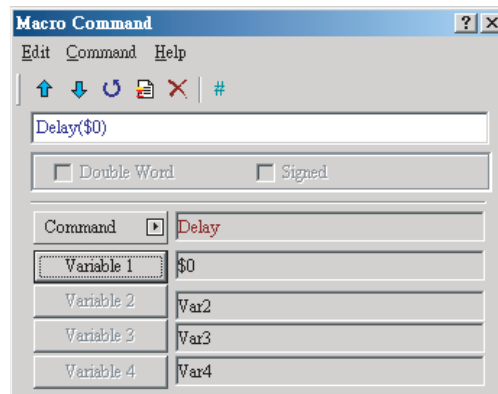 Macro Command ? ×
Edit Command Help
#
Delay($0)
Double Word Signed
Command Delay
Variable 1 $0
Variable 2 Var2
Variable 3 Var3
Variable 4 Var4